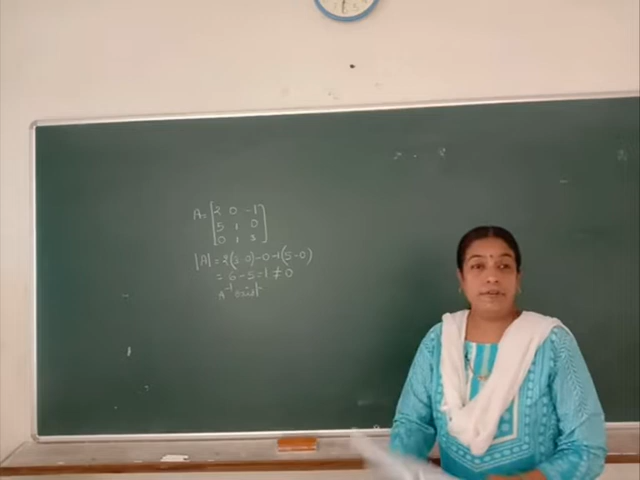 A = [2 0 -1
5 1 0
0 1 3]
|A| = 2(3-0)-0-1(5-0)
= 6-5=1≠0
A⁻¹ exist